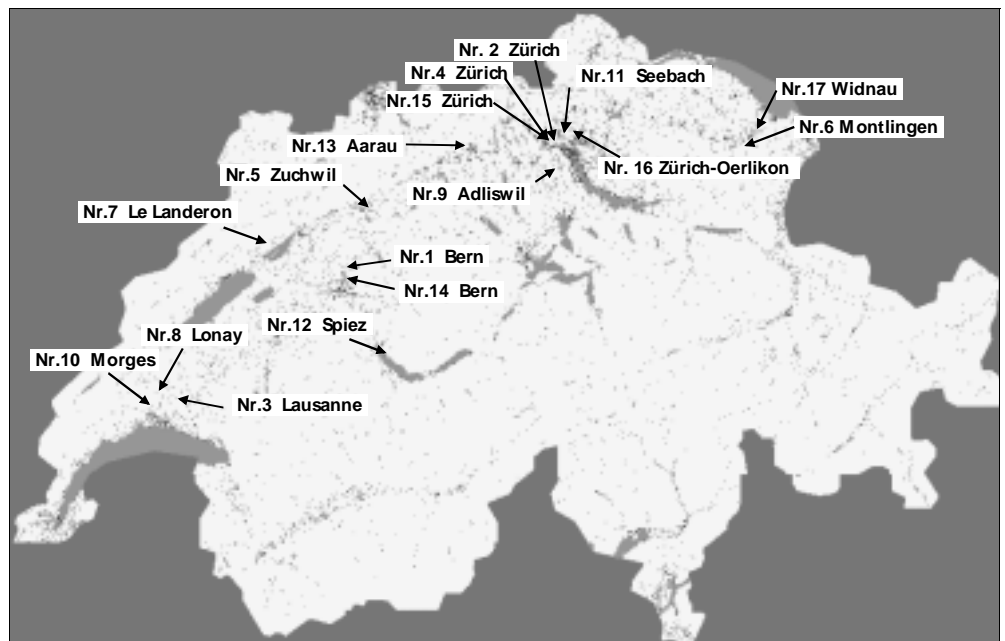 Nr. 2 Zürich
Nr.4 Zürich
Nr.11 Seebach
Nr.17 Widnau
Nr.15 Zürich
Nr.6 Montlingen
Nr.13 Aarau
Nr. 16 Zürich-Oerlikon
Nr.5 Zuchwil
Nr.9 Adliswil
Nr.7 Le Landeron
Nr.1 Bern
Nr.14 Bern
Nr.12 Spiez
Nr.8 Lonay
Nr.10 Morges
Nr.3 Lausanne